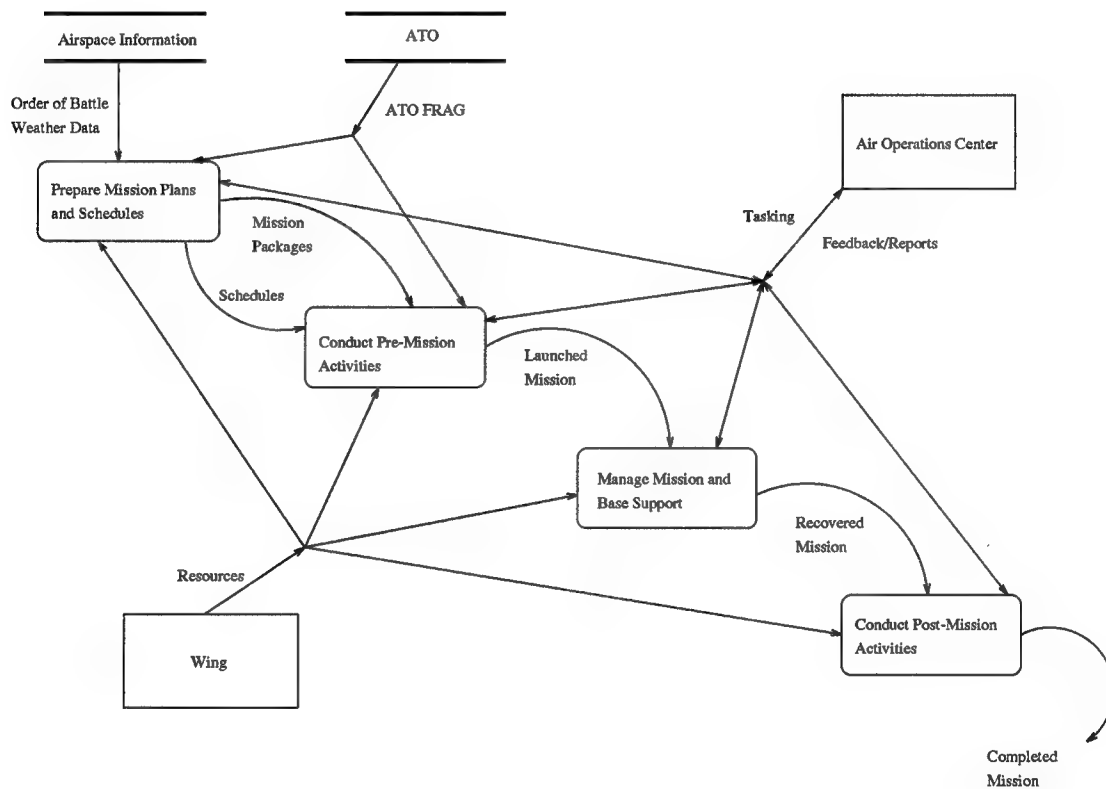 Airspace Information
ATO
Order of Battle
Weather Data
ATO FRAG
Air Operations Center
Prepare Mission Plans
and Schedules
Mission
Packages
Tasking
Feedback/Reports
Schedules
Conduct Pre-Mission
Activities
Launched
Mission
Manage Mission and
Base Support
Recovered
Mission
Resources
Wing
Conduct Post-Mission
Activities
Completed
Mission